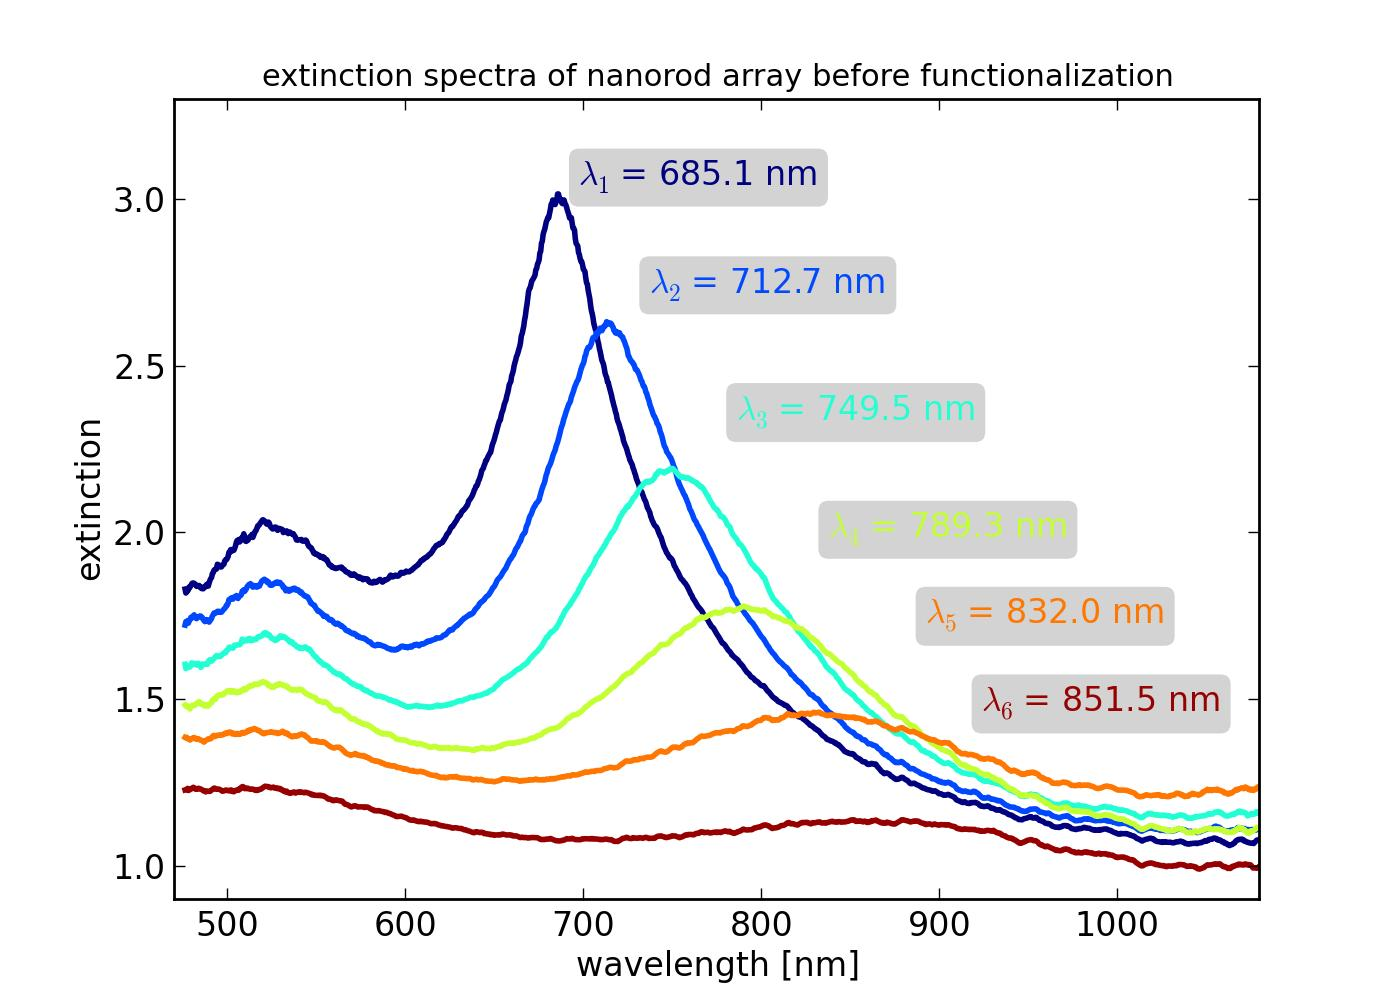 extinction spectra of nanorod array before functionalization
λ₁ = 685.1 nm
λ₂ = 712.7 nm
λ₃ = 749.5 nm
λ₄ = 789.3 nm
λ₅ = 832.0 nm
λ₆ = 851.5 nm
extinction
3.0
2.5
2.0
1.5
1.0
500 600 700 800 900 1000
wavelength [nm]